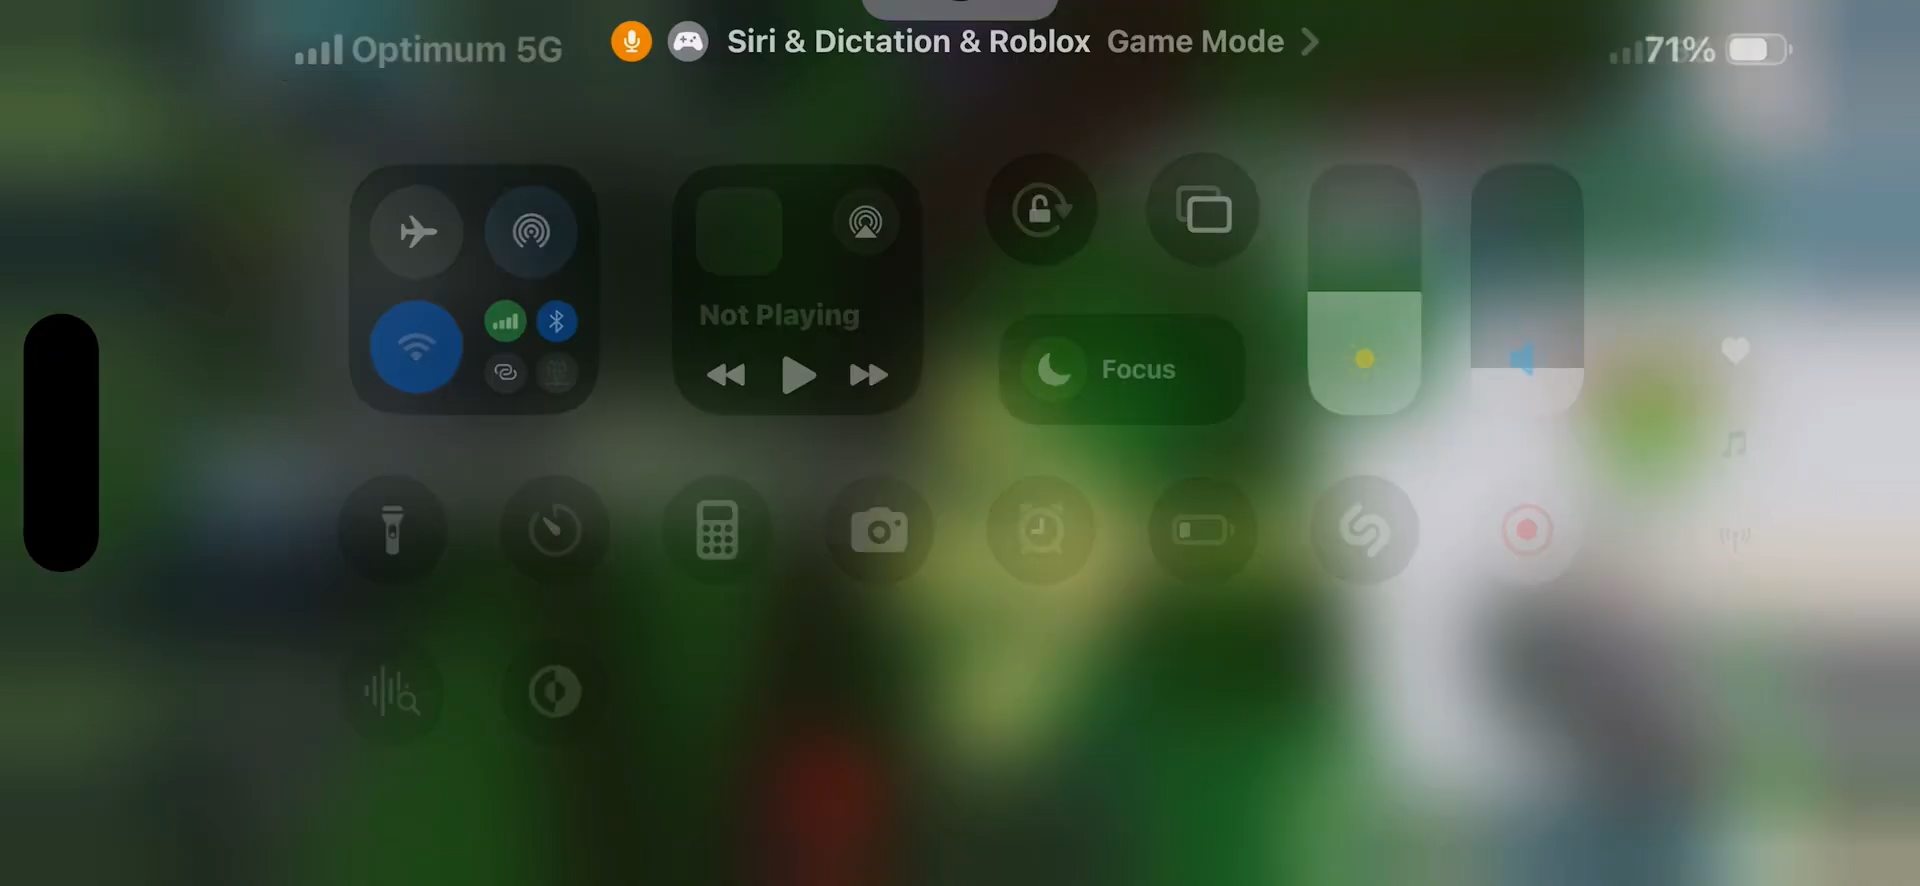 Optimum 5G
Siri & Dictation & Roblox Game Mode
71%
Not Playing
Focus